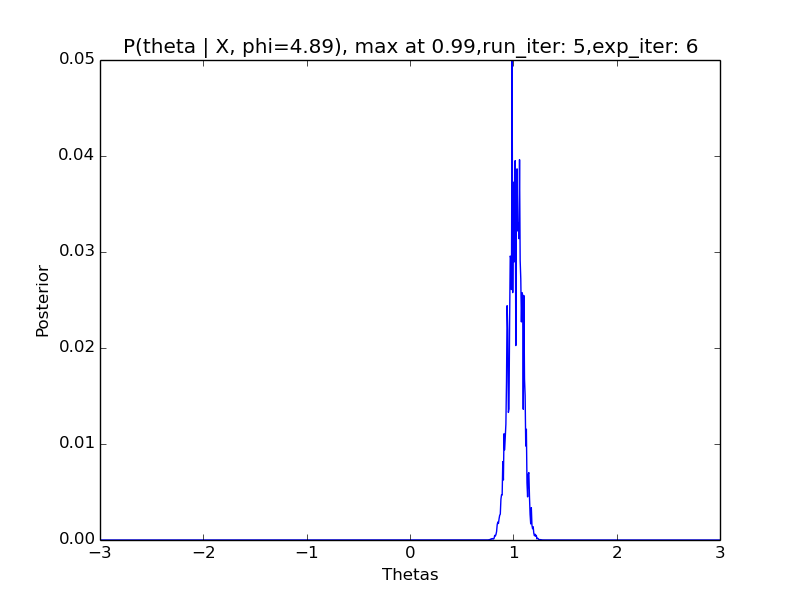 P(theta | X, phi=4.89), max at 0.99,run_iter: 5,exp_iter: 6
0.05
0.04
0.03
0.02
0.01
0.00
Posterior
−3 −2 −1 0 1 2 3
Thetas